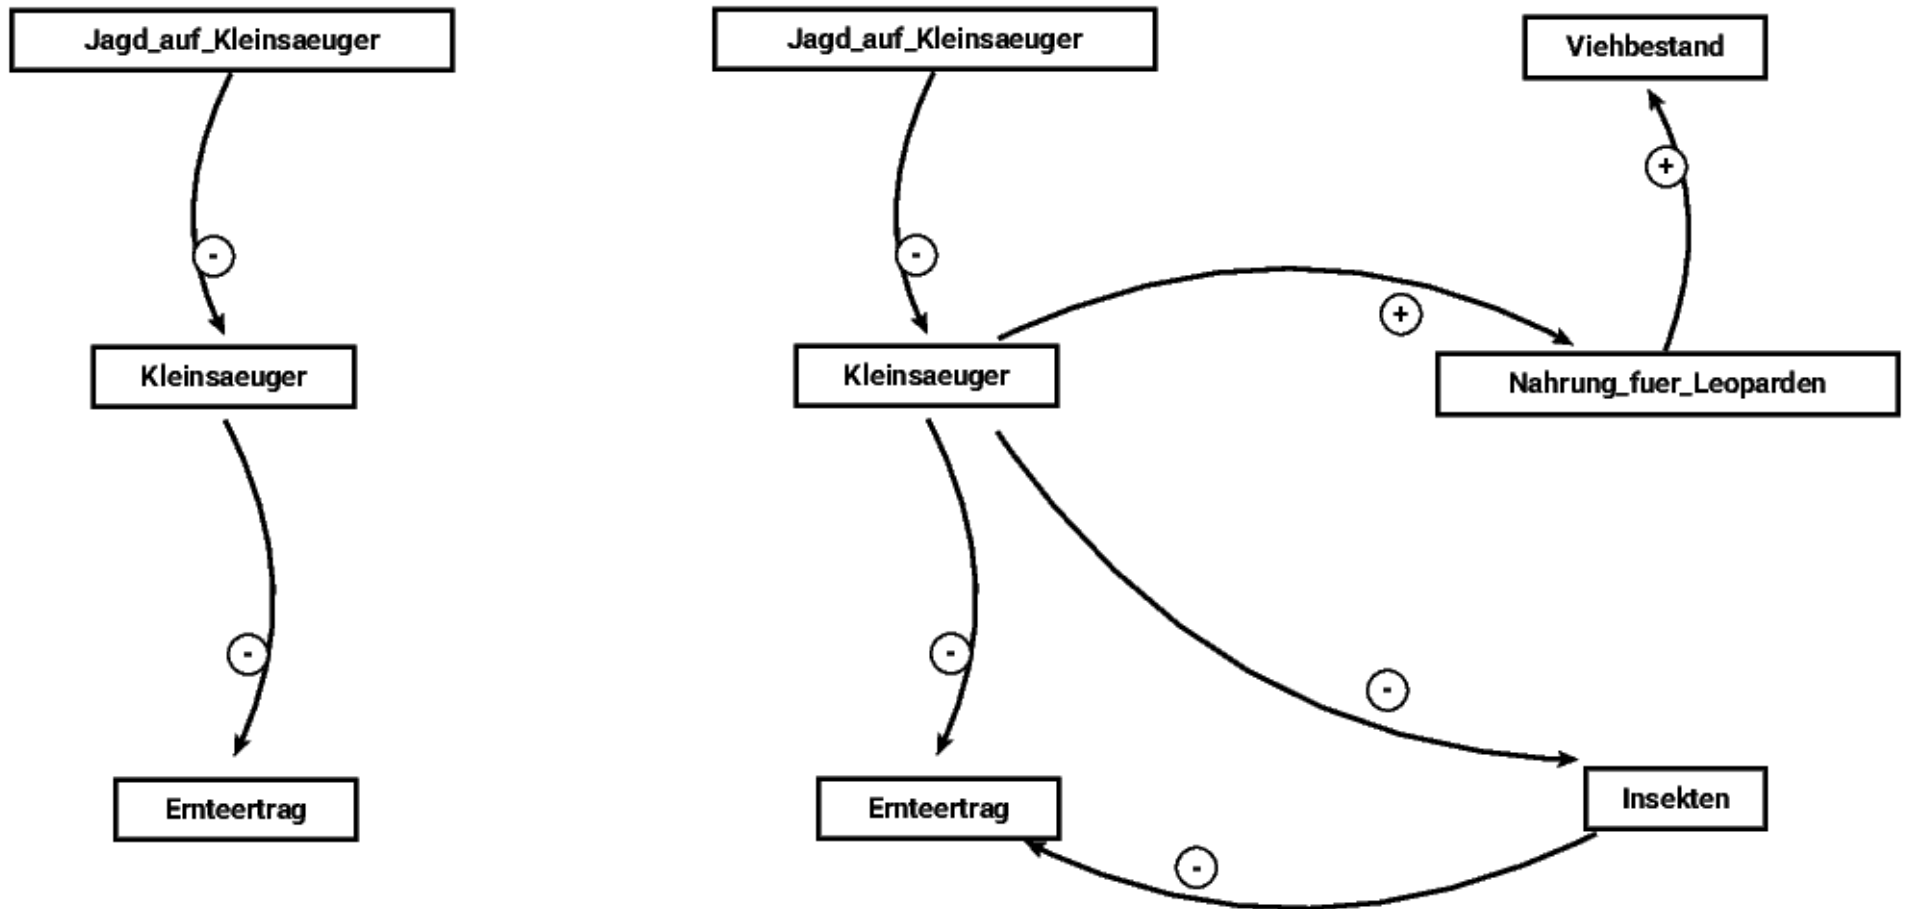 Jagd_auf_Kleinsaeuger
-
Kleinsaeuger
-
Ernteertrag
Jagd_auf_Kleinsaeuger
-
Kleinsaeuger
-
Ernteertrag
Viehbestand
+
+
Nahrung_fuer_Leoparden
-
Insekten
-